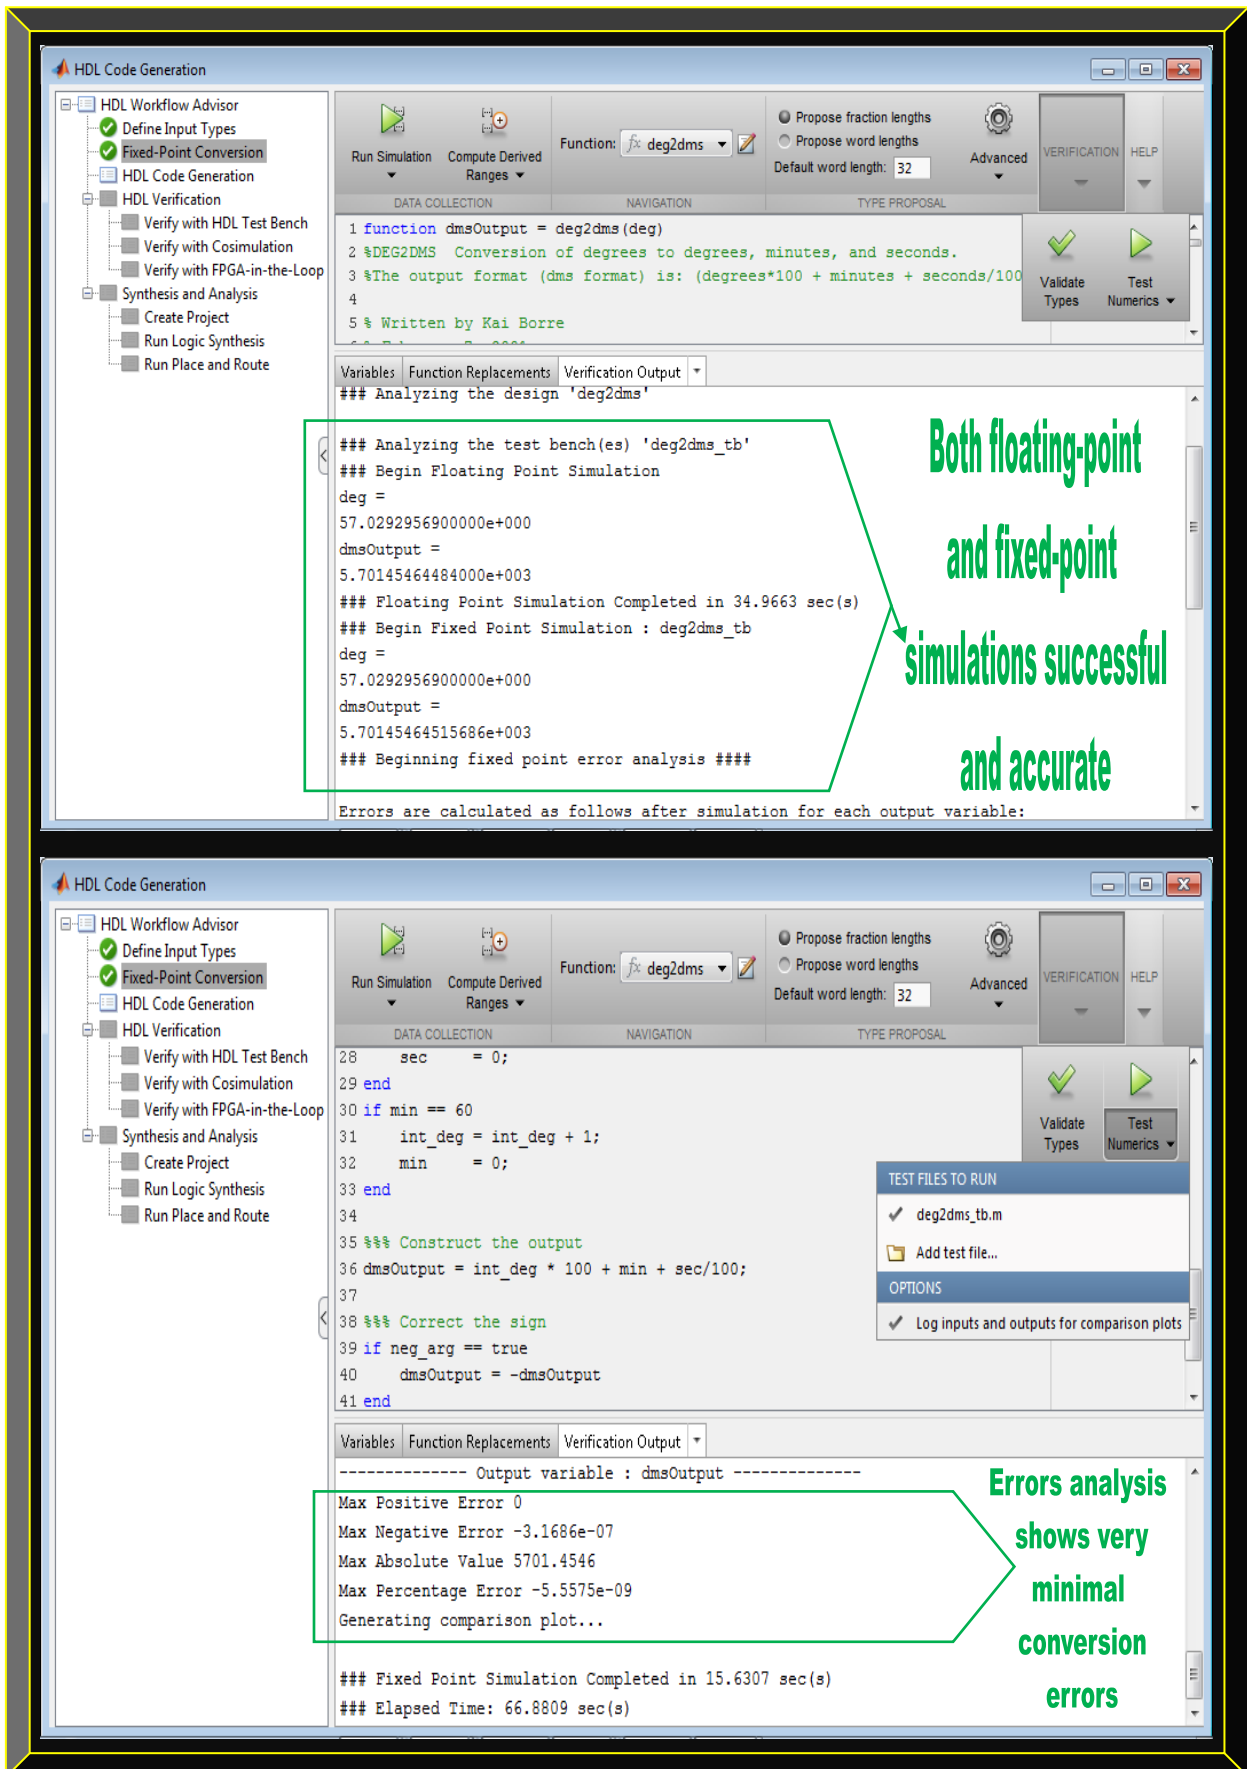 HDL Code Generation
HDL Workflow Advisor
Define Input Types
Fixed-Point Conversion
HDL Code Generation
HDL Verification
Verify with HDL Test Bench
Verify with Cosimulation
Verify with FPGA-in-the-Loop
Synthesis and Analysis
Create Project
Run Logic Synthesis
Run Place and Route
Run Simulation
Compute Derived
Ranges
DATA COLLECTION
Function: fx deg2dms
NAVIGATION
Propose fraction lengths
Propose word lengths
Default word length: 32
Advanced
TYPE PROPOSAL
VERIFICATION
HELP
Validate
Types
Test
Numerics
1 function dmsOutput = deg2dms(deg)
2 %DEG2DMS Conversion of degrees to degrees, minutes, and seconds.
3 %The output format (dms format) is: (degrees*100 + minutes + seconds/100
4
5 % Written by Kai Borre
Variables Function Replacements Verification Output
### Analyzing the design 'deg2dms'
### Analyzing the test bench(es) 'deg2dms_tb'
### Begin Floating Point Simulation
deg =
57.0292956900000e+000
dmsOutput =
5.70145464484000e+003
### Floating Point Simulation Completed in 34.9663 sec(s)
### Begin Fixed Point Simulation : deg2dms_tb
deg =
57.0292956900000e+000
dmsOutput =
5.70145464515686e+003
### Beginning fixed point error analysis ####
Errors are calculated as follows after simulation for each output variable:
Both floating-point
and fixed-point
simulations successful
and accurate
HDL Code Generation
HDL Workflow Advisor
Define Input Types
Fixed-Point Conversion
HDL Code Generation
HDL Verification
Verify with HDL Test Bench
Verify with Cosimulation
Verify with FPGA-in-the-Loop
Synthesis and Analysis
Create Project
Run Logic Synthesis
Run Place and Route
Run Simulation
Compute Derived
Ranges
DATA COLLECTION
Function: fx deg2dms
NAVIGATION
Propose fraction lengths
Propose word lengths
Default word length: 32
Advanced
TYPE PROPOSAL
VERIFICATION
HELP
Validate
Types
Test
Numerics
TEST FILES TO RUN
deg2dms_tb.m
Add test file...
OPTIONS
Log inputs and outputs for comparison plots
28 sec = 0;
29 end
30 if min == 60
31 int_deg = int_deg + 1;
32 min = 0;
33 end
34
35 %%% Construct the output
36 dmsOutput = int_deg * 100 + min + sec/100;
37
38 %%% Correct the sign
39 if neg_arg == true
40 dmsOutput = -dmsOutput
41 end
Variables Function Replacements Verification Output
-------------- Output variable : dmsOutput --------------
Max Positive Error 0
Max Negative Error -3.1686e-07
Max Absolute Value 5701.4546
Max Percentage Error -5.5575e-09
Generating comparison plot...
### Fixed Point Simulation Completed in 15.6307 sec(s)
### Elapsed Time: 66.8809 sec(s)
Errors analysis
shows very
minimal
conversion
errors